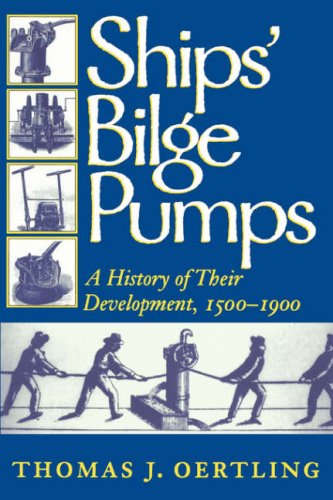 Ships'
Bilge
Pumps
A History of Their
Development, 1500–1900
THOMAS J. OERTLING